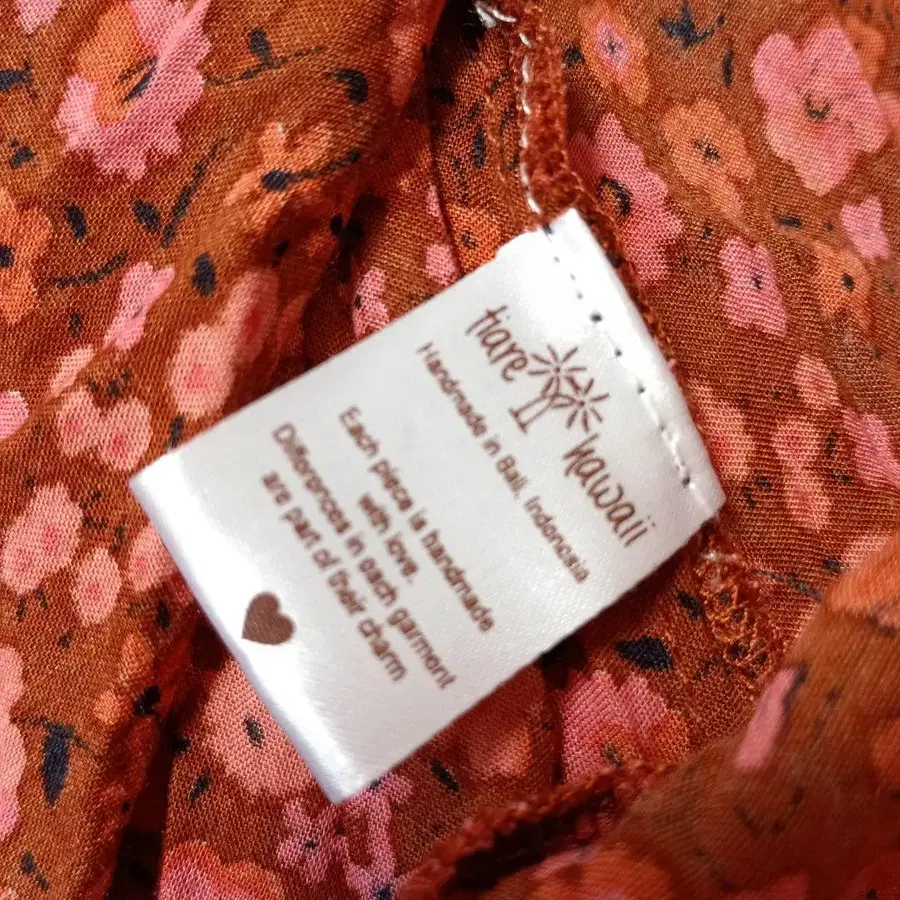 tiare hawaii
Handmade in Bali, Indonesia
Each piece is handmade
with love.
Differences in each garment
are part of their charm